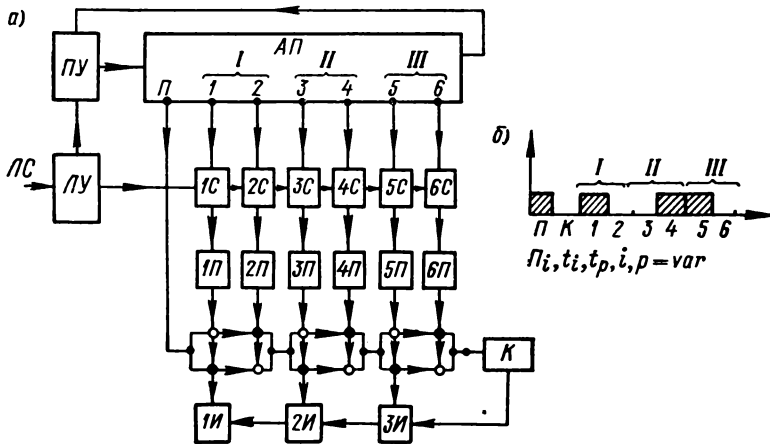 а)
ПУ
АП
I II III
П 1 2 3 4 5 6
ЛС
ЛУ
1С 2С 3С 4С 5С 6С
1П 2П 3П 4П 5П 6П
К
1И 2И 3И
б)
I II III
П К 1 2 3 4 5 6
Пi, ti, tp, i, p = var